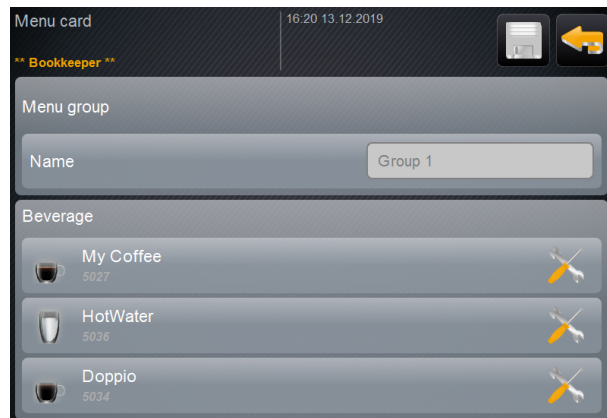 Menu card
16:20 13.12.2019
** Bookkeeper **
Menu group
Name
Group 1
Beverage
My Coffee
5027
HotWater
5036
Doppio
5034